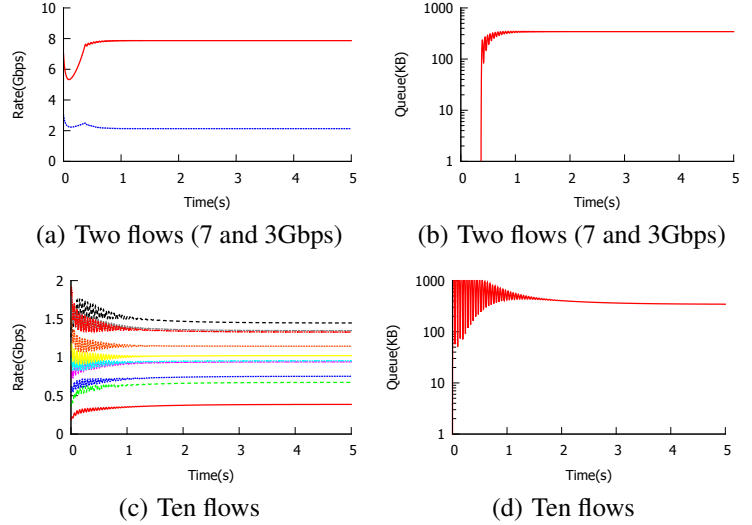 10
8
6
4
2
0
Rate(Gbps)
0 1 2 3 4 5
Time(s)
(a) Two flows (7 and 3Gbps)
1000
100
10
1
Queue(KB)
0 1 2 3 4 5
Time(s)
(b) Two flows (7 and 3Gbps)
2
1.5
1
0.5
0
Rate(Gbps)
0 1 2 3 4 5
Time(s)
(c) Ten flows
1000
100
10
1
Queue(KB)
0 1 2 3 4 5
Time(s)
(d) Ten flows